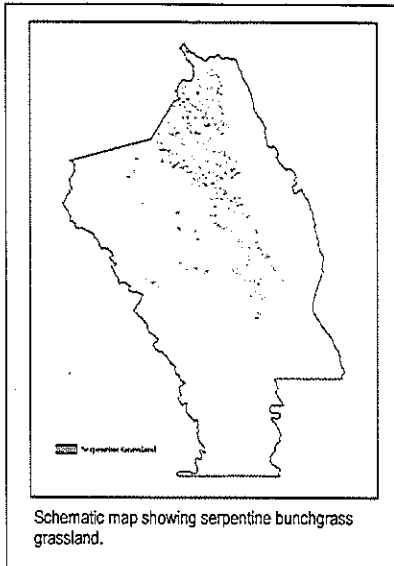 Serpentine Grassland
Schematic map showing serpentine bunchgrass
grassland.